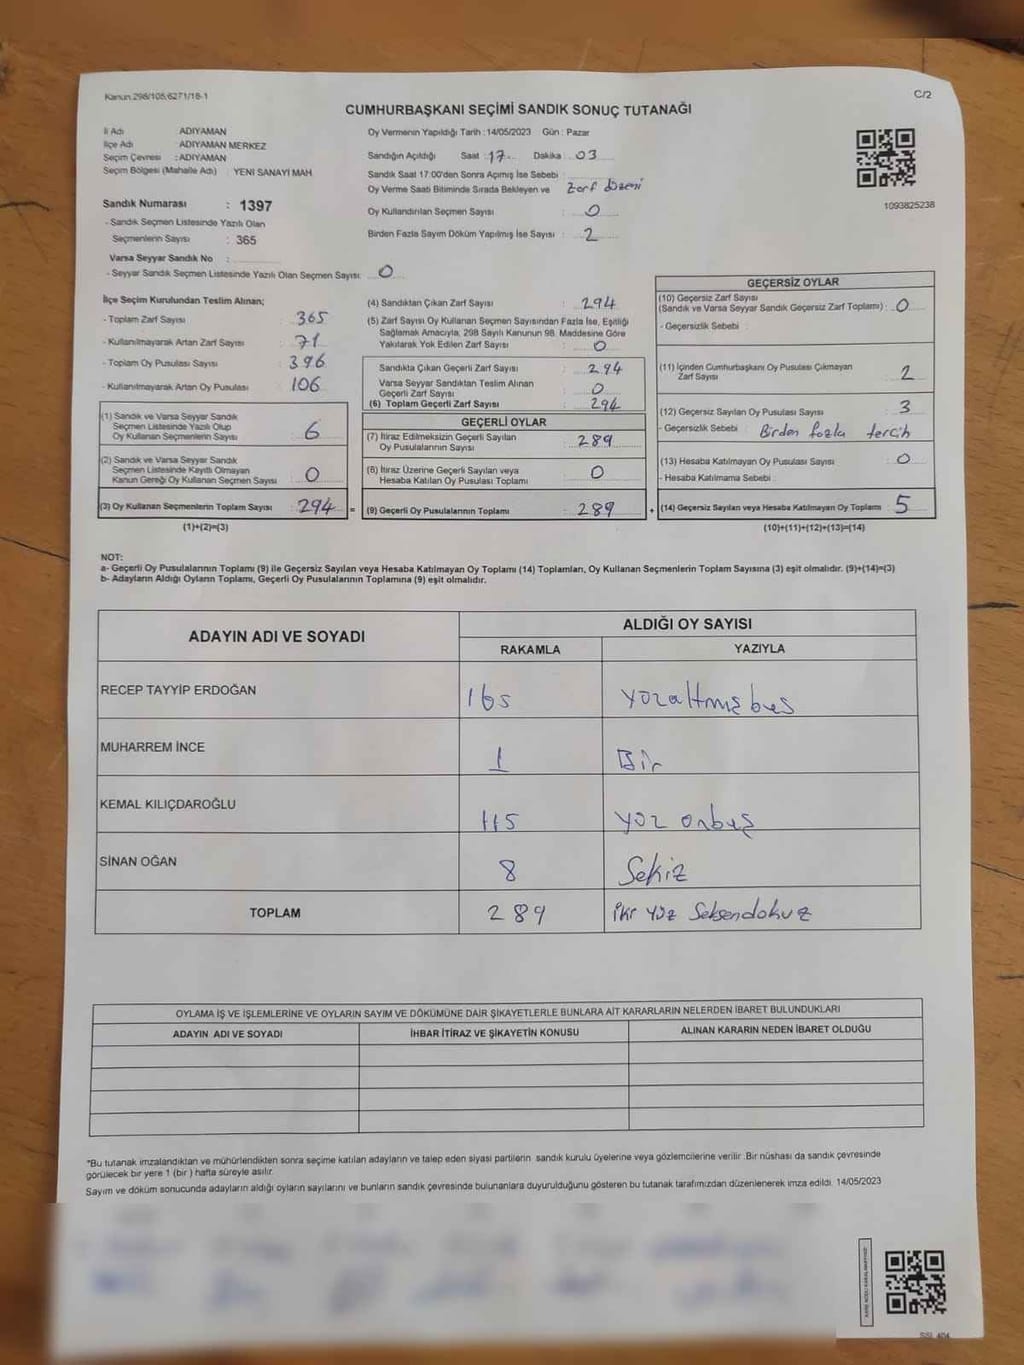 Kanun.298/106,6271/16-1
C/2
CUMHURBAŞKANI SEÇİMİ SANDIK SONUÇ TUTANAĞI
İl Adı ADIYAMAN
İlçe Adı ADIYAMAN MERKEZ
Seçim Çevresi : ADIYAMAN
Seçim Bölgesi (Mahalle Adı) YENİ SANAYİ MAH
Oy Vermenin Yapıldığı Tarih : 14/05/2023 Gün : Pazar
Sandığın Açıldığı Saat : 17 Dakika : 03
Sandık Saat 17:00'den Sonra Açımış İse Sebebi :
Oy Verme Saati Bitiminde Sırada Bekleyen ve Zarf düzeni
Oy Kullandırılan Seçmen Sayısı : 0
Birden Fazla Sayım Döküm Yapılmış İse Sayısı : 2
1093825238
Sandık Numarası : 1397
- Sandık Seçmen Listesinde Yazılı Olan
Seçmenlerin Sayısı : 365
Varsa Seyyar Sandık No :
- Seyyar Sandık Seçmen Listesinde Yazılı Olan Seçmen Sayısı: 0
İlçe Seçim Kurulundan Teslim Alınan;
- Toplam Zarf Sayısı : 365
- Kullanılmayarak Artan Zarf Sayısı : 71
- Toplam Oy Pusulası Sayısı : 396
- Kullanılmayarak Artan Oy Pusulası : 106
(1) Sandık ve Varsa Seyyar Sandık
Seçmen Listesinde Yazılı Olup
Oy Kullanan Seçmenlerin Sayısı : 6
(2) Sandık ve Varsa Seyyar Sandık
Seçmen Listesinde Kayıtlı Olmayan
Kanun Gereği Oy Kullanan Seçmen Sayısı : 0
(3) Oy Kullanan Seçmenlerin Toplam Sayısı : 294 =
(1)+(2)=(3)
(4) Sandıktan Çıkan Zarf Sayısı : 294
(5) Zarf Sayısı Oy Kullanan Seçmen Sayısından Fazla İse, Eşitliği
Sağlamak Amacıyla, 298 Sayılı Kanunun 98. Maddesine Göre
Yakılarak Yok Edilen Zarf Sayısı : 0
Sandıkta Çıkan Geçerli Zarf Sayısı : 294
Varsa Seyyar Sandıktan Teslim Alınan
Geçerli Zarf Sayısı : 0
(6) Toplam Geçerli Zarf Sayısı : 294
GEÇERLİ OYLAR
(7) İtiraz Edilmeksizin Geçerli Sayılan
Oy Pusulalarının Sayısı : 289
(8) İtiraz Üzerine Geçerli Sayılan veya
Hesaba Katılan Oy Pusulası Toplamı : 0
(9) Geçerli Oy Pusulalarının Toplamı : 289 +
GEÇERSİZ OYLAR
(10) Geçersiz Zarf Sayısı
(Sandık ve Varsa Seyyar Sandık Geçersiz Zarf Toplamı) : 0
- Geçersizlik Sebebi :
(11) İçinden Cumhurbaşkanı Oy Pusulası Çıkmayan
Zarf Sayısı : 2
(12) Geçersiz Sayılan Oy Pusulası Sayısı : 3
- Geçersizlik Sebebi : Birden fazla tercih
(13) Hesaba Katılmayan Oy Pusulası Sayısı : 0
- Hesaba Katılmama Sebebi :
(14) Geçersiz Sayılan veya Hesaba Katılmayan Oy Toplamı : 5
(10)+(11)+(12)+(13)=(14)
NOT:
a- Geçerli Oy Pusulalarının Toplamı (9) ile Geçersiz Sayılan veya Hesaba Katılmayan Oy Toplamı (14) Toplamları, Oy Kullanan Seçmenlerin Toplam Sayısına (3) eşit olmalıdır. (9)+(14)=(3)
b- Adayların Aldığı Oyların Toplamı, Geçerli Oy Pusulalarının Toplamına (9) eşit olmalıdır.
ADAYIN ADI VE SOYADI ALDIĞI OY SAYISI
RAKAMLA YAZIYLA
RECEP TAYYİP ERDOĞAN 165 yüzaltmışbeş
MUHARREM İNCE 1 Bir
KEMAL KILIÇDAROĞLU 115 yüz onbeş
SİNAN OĞAN 8 Sekiz
TOPLAM 289 iki yüz Seksendokuz
OYLAMA İŞ VE İŞLEMLERİNE VE OYLARIN SAYIM VE DÖKÜMÜNE DAİR ŞİKAYETLERLE BUNLARA AİT KARARLARIN NELERDEN İBARET BULUNDUKLARI
ADAYIN ADI VE SOYADI İHBAR İTİRAZ VE ŞİKAYETİN KONUSU ALINAN KARARIN NEDEN İBARET OLDUĞU
"Bu tutanak imzalandıktan ve mühürlendikten sonra seçime katılan adayların ve talep eden siyasi partilerin sandık kurulu üyelerine veya gözlemcilerine verilir. Bir nüshası da sandık çevresinde
görülecek bir yere 1 (bir) hafta süreyle asılır.
Sayım ve döküm sonucunda adayların aldığı oyların sayılarını ve bunların sandık çevresinde bulunanlara duyurulduğunu gösteren bu tutanak tarafımızdan düzenlenerek imza edildi. 14/05/2023